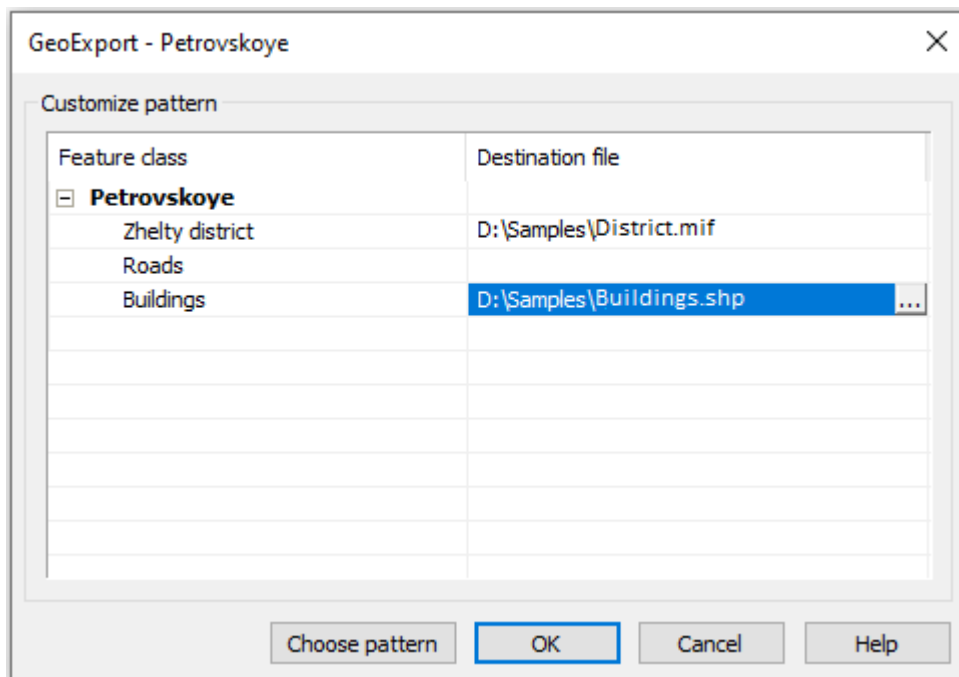 GeoExport - Petrovskoye
Customize pattern
Feature class Destination file
Petrovskoye
Zhelty district D:\Samples\District.mif
Roads
Buildings D:\Samples\Buildings.shp ...
Choose pattern OK Cancel Help